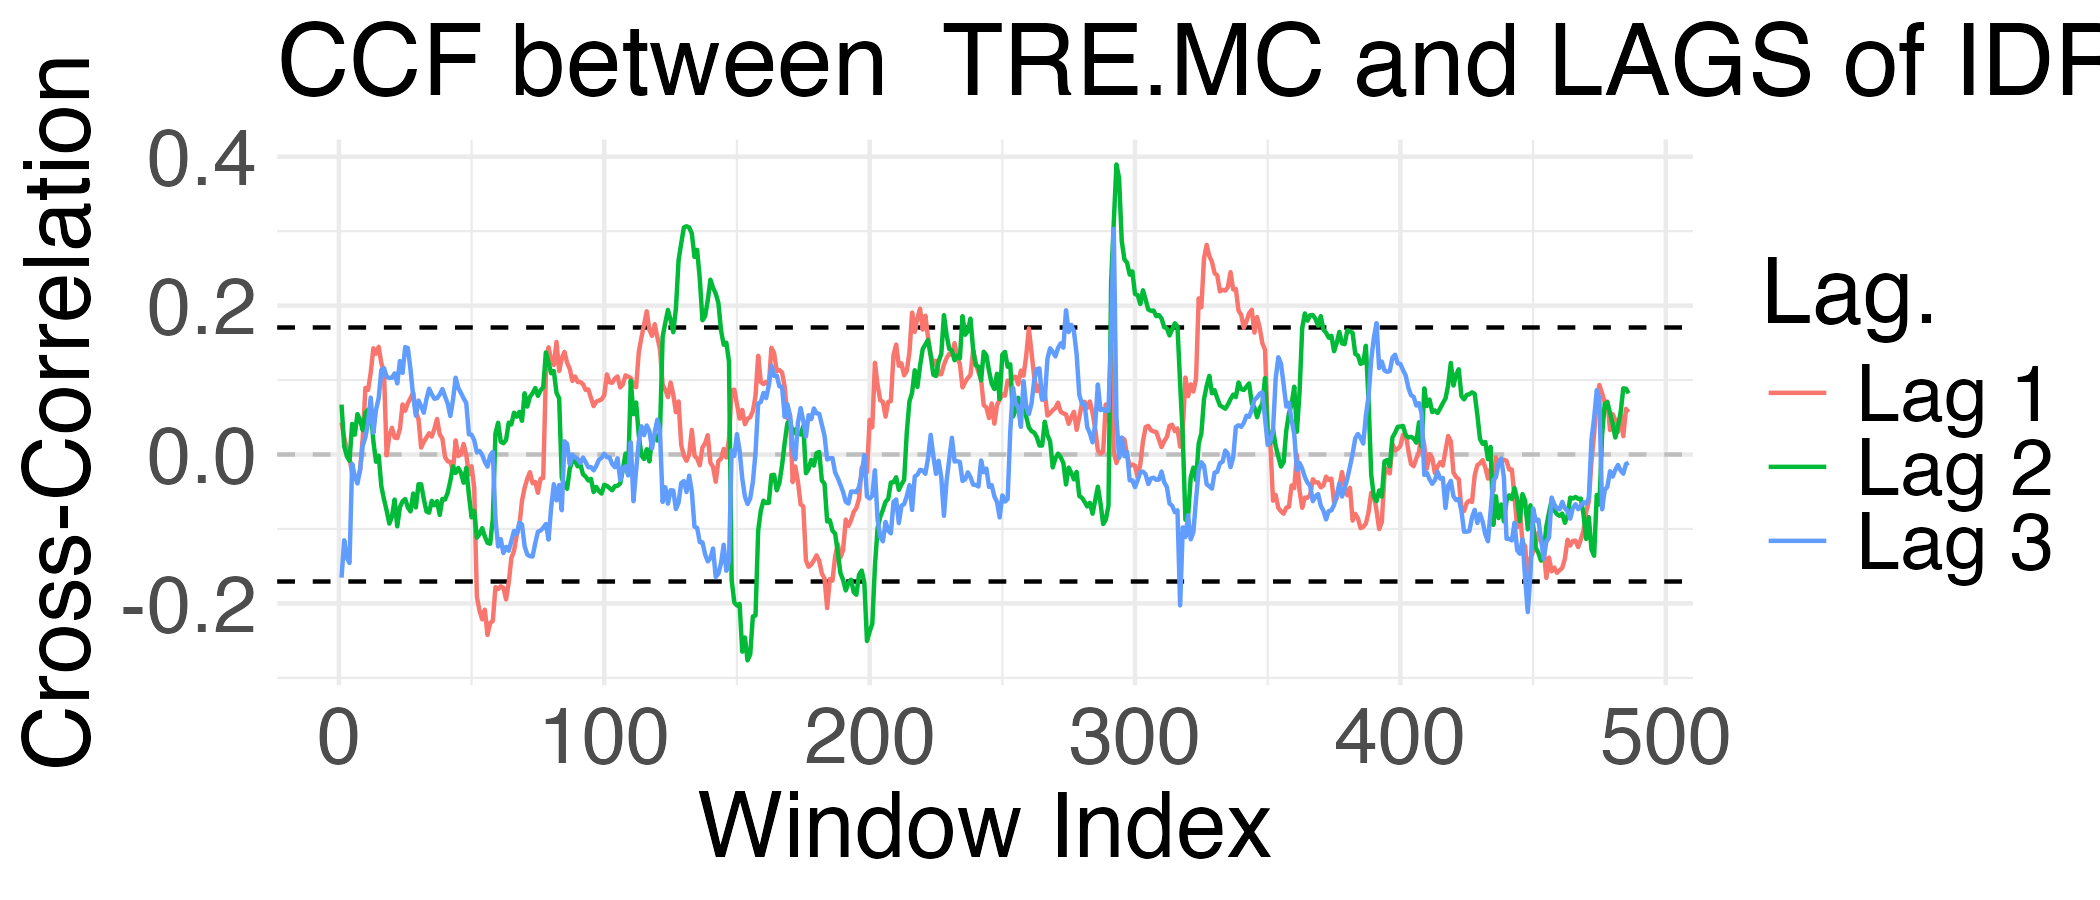 CCF between  TRE.MC and LAGS of IDR
Cross-Correlation
0.4
0.2
0.0
-0.2
0
100
200
300
400
500
Window Index
Lag.
Lag 1
Lag 2
Lag 3